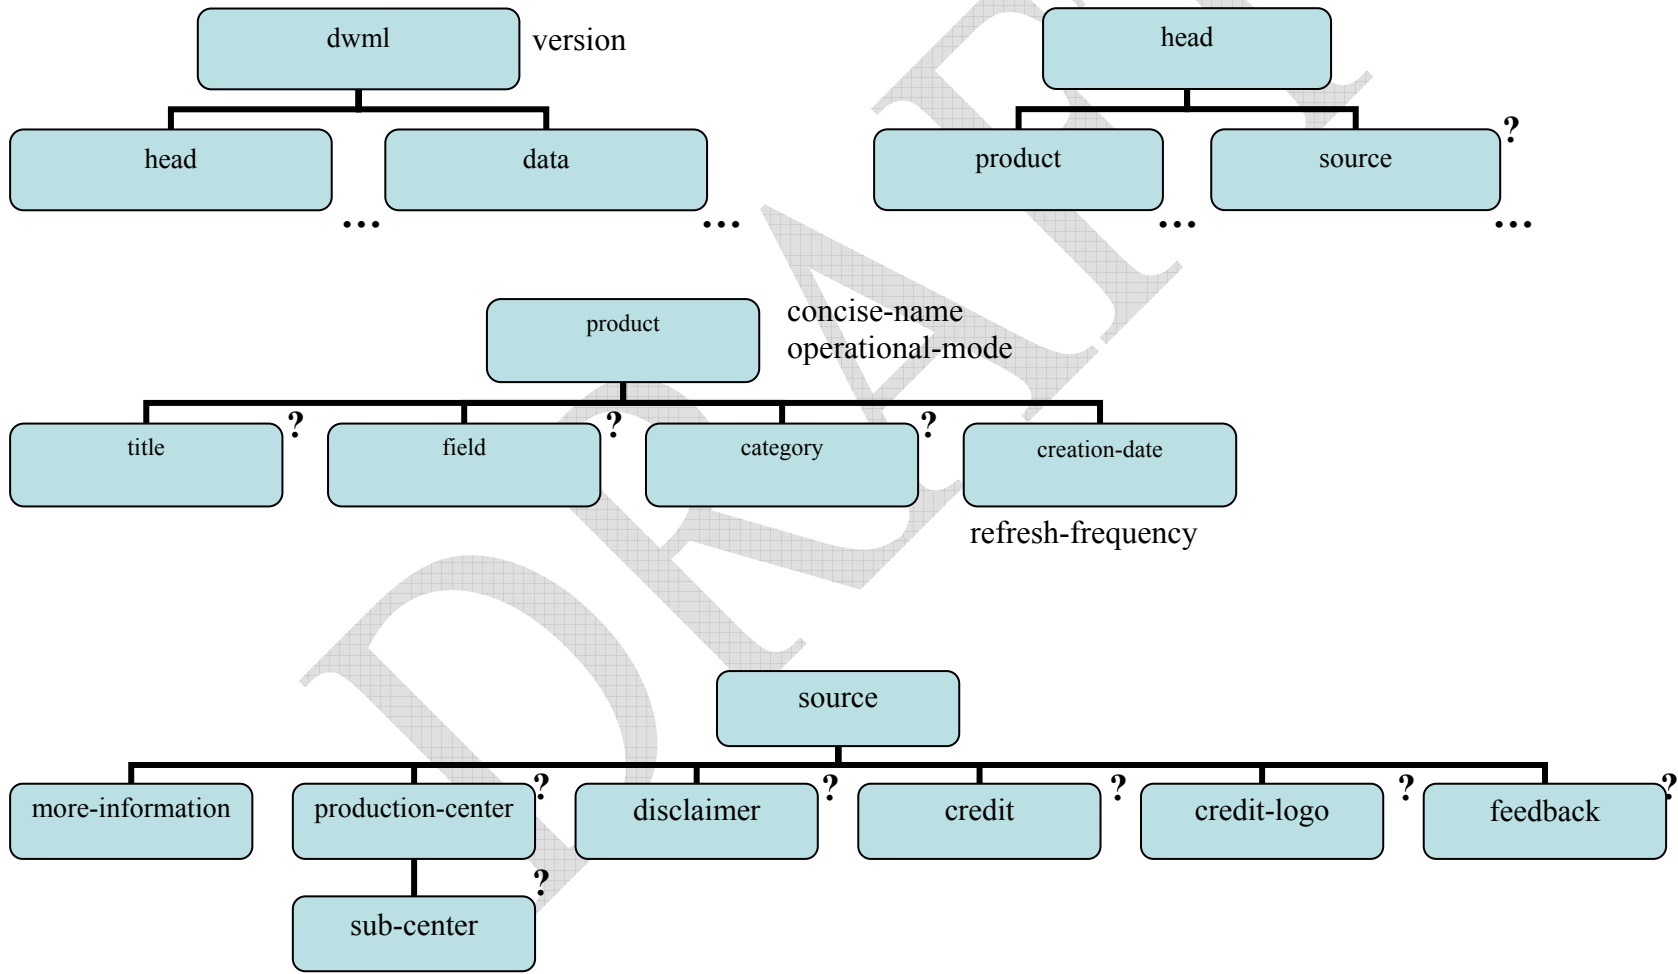 dwml
version
head
head
data
product
source
?
...
...
...
...
product
concise-name
operational-mode
title
?
field
?
category
?
creation-date
refresh-frequency
source
more-information
production-center
?
disclaimer
?
credit
?
credit-logo
?
feedback
?
sub-center
?
DRAFT